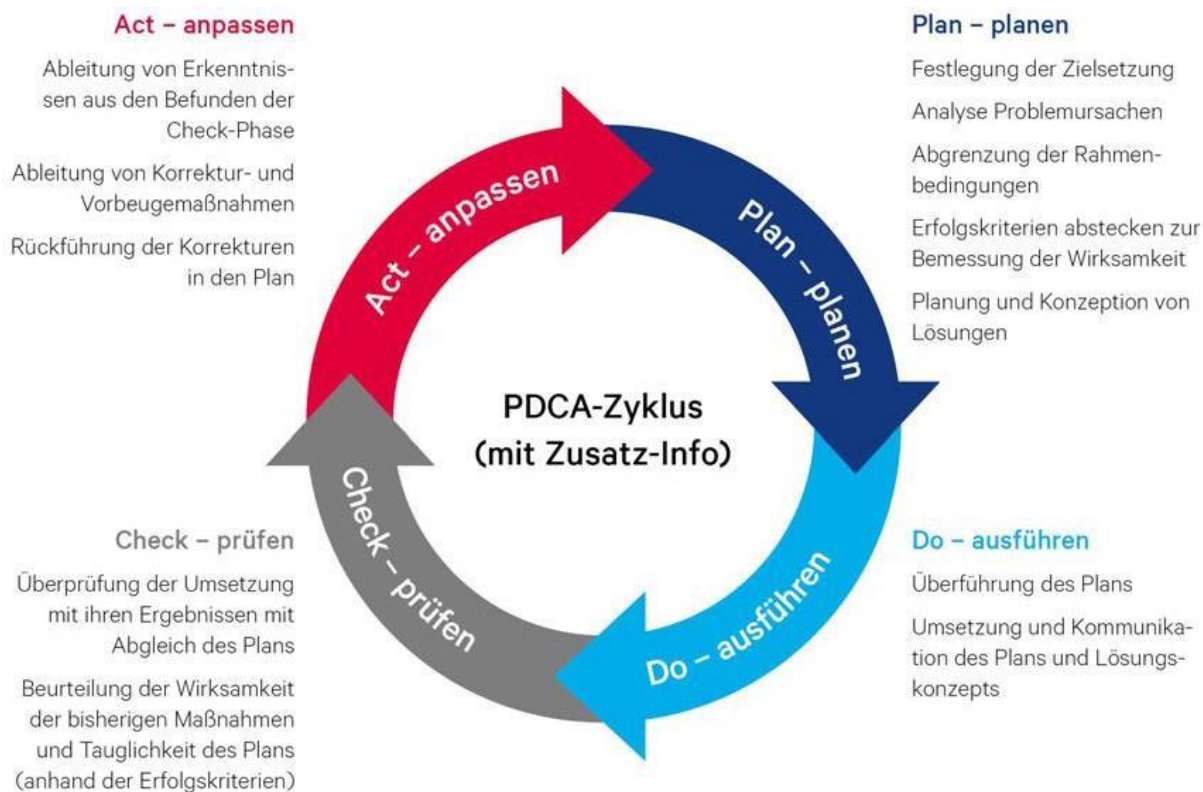 Act – anpassen
Ableitung von Erkenntnis-
sen aus den Befunden der
Check-Phase
Ableitung von Korrektur- und
Vorbeugemaßnahmen
Rückführung der Korrekturen
in den Plan
Plan – planen
Festlegung der Zielsetzung
Analyse Problemursachen
Abgrenzung der Rahmen-
bedingungen
Erfolgskriterien abstecken zur
Bemessung der Wirksamkeit
Planung und Konzeption von
Lösungen
Act – anpassen
Plan – planen
PDCA-Zyklus
(mit Zusatz-Info)
Check – prüfen
Do – ausführen
Check – prüfen
Überprüfung der Umsetzung
mit ihren Ergebnissen mit
Abgleich des Plans
Beurteilung der Wirksamkeit
der bisherigen Maßnahmen
und Tauglichkeit des Plans
(anhand der Erfolgskriterien)
Do – ausführen
Überführung des Plans
Umsetzung und Kommunika-
tion des Plans und Lösungs-
konzepts